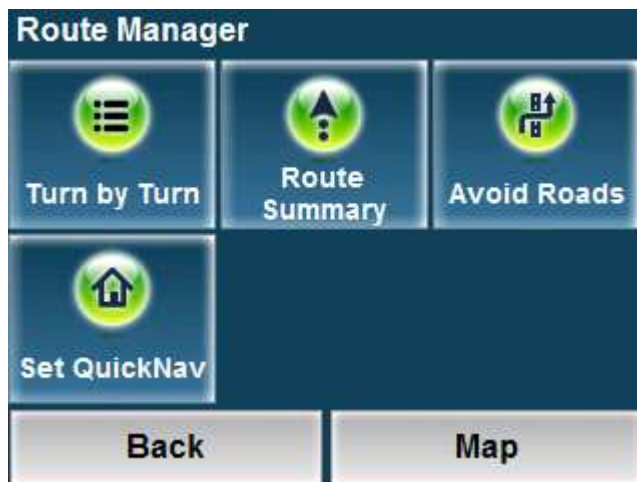 Route Manager
Turn by Turn
Route
Summary
Avoid Roads
Set QuickNav
Back
Map